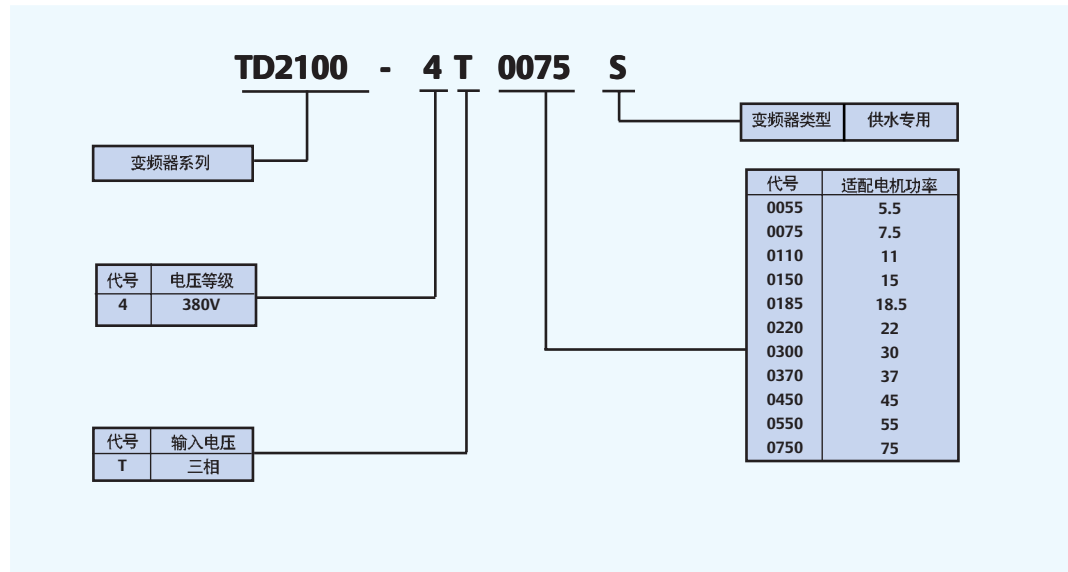 TD2100 - 4 T 0075 S
变频器类型 供水专用
变频器系列
代号 适配电机功率
0055 5.5
0075 7.5
0110 11
0150 15
0185 18.5
0220 22
0300 30
0370 37
0450 45
0550 55
0750 75
代号 电压等级
4 380V
代号 输入电压
T 三相